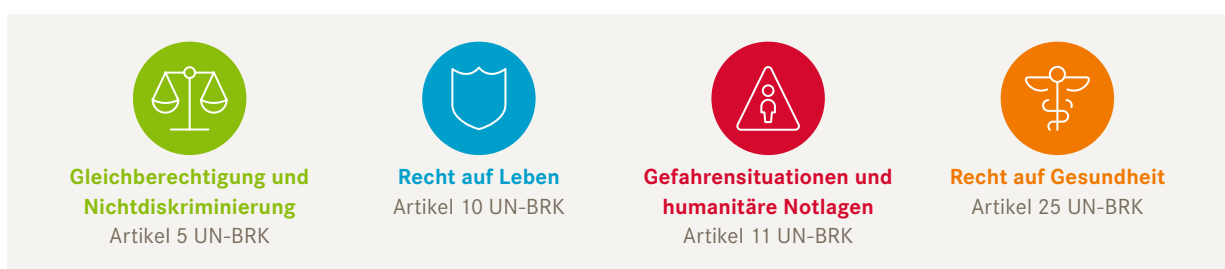 Gleichberechtigung und
Nichtdiskriminierung
Artikel 5 UN-BRK
Recht auf Leben
Artikel 10 UN-BRK
Gefahrensituationen und
humanitäre Notlagen
Artikel 11 UN-BRK
Recht auf Gesundheit
Artikel 25 UN-BRK